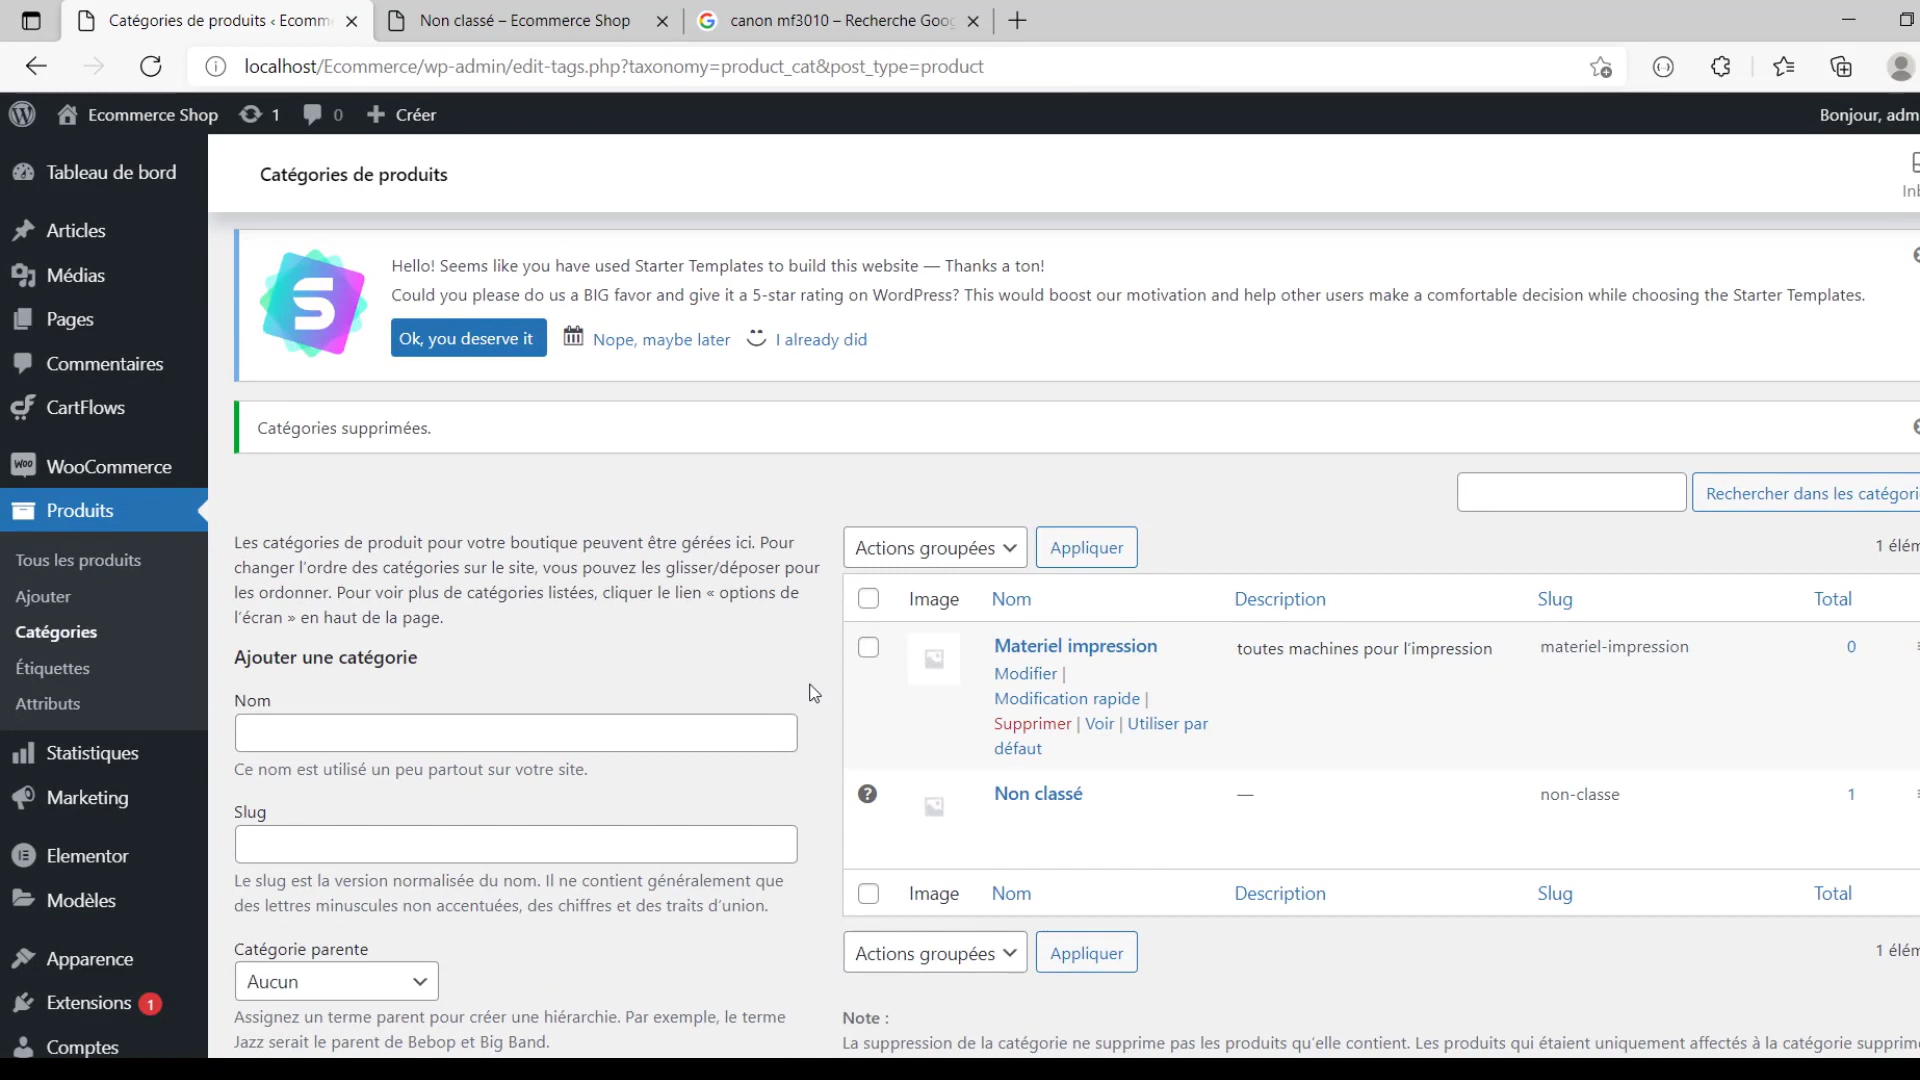 Catégories de produits ‹ Ecomm
Non classé – Ecommerce Shop
canon mf3010 – Recherche Goog
localhost/Ecommerce/wp-admin/edit-tags.php?taxonomy=product_cat&post_type=product
Ecommerce Shop
1
0
Créer
Bonjour, adm
Tableau de bord
Articles
Médias
Pages
Commentaires
CartFlows
WooCommerce
Produits
Tous les produits
Ajouter
Catégories
Étiquettes
Attributs
Statistiques
Marketing
Elementor
Modèles
Apparence
Extensions 1
Comptes
Catégories de produits
Inb
Hello! Seems like you have used Starter Templates to build this website — Thanks a ton!
Could you please do us a BIG favor and give it a 5-star rating on WordPress? This would boost our motivation and help other users make a comfortable decision while choosing the Starter Templates.
Ok, you deserve it
Nope, maybe later
I already did
Catégories supprimées.
Rechercher dans les catégori
Les catégories de produit pour votre boutique peuvent être gérées ici. Pour
changer l’ordre des catégories sur le site, vous pouvez les glisser/déposer pour
les ordonner. Pour voir plus de catégories listées, cliquer le lien « options de
l’écran » en haut de la page.
Ajouter une catégorie
Nom
Ce nom est utilisé un peu partout sur votre site.
Slug
Le slug est la version normalisée du nom. Il ne contient généralement que
des lettres minuscules non accentuées, des chiffres et des traits d’union.
Catégorie parente
Aucun
Assignez un terme parent pour créer une hiérarchie. Par exemple, le terme
Jazz serait le parent de Bebop et Big Band.
Actions groupées
Appliquer
1 élém
Image
Nom
Description
Slug
Total
Materiel impression
toutes machines pour l’impression
materiel-impression
0
Modifier |
Modification rapide |
Supprimer | Voir | Utiliser par
défaut
Non classé
—
non-classe
1
Image
Nom
Description
Slug
Total
Actions groupées
Appliquer
1 élém
Note :
La suppression de la catégorie ne supprime pas les produits qu’elle contient. Les produits qui étaient uniquement affectés à la catégorie supprim